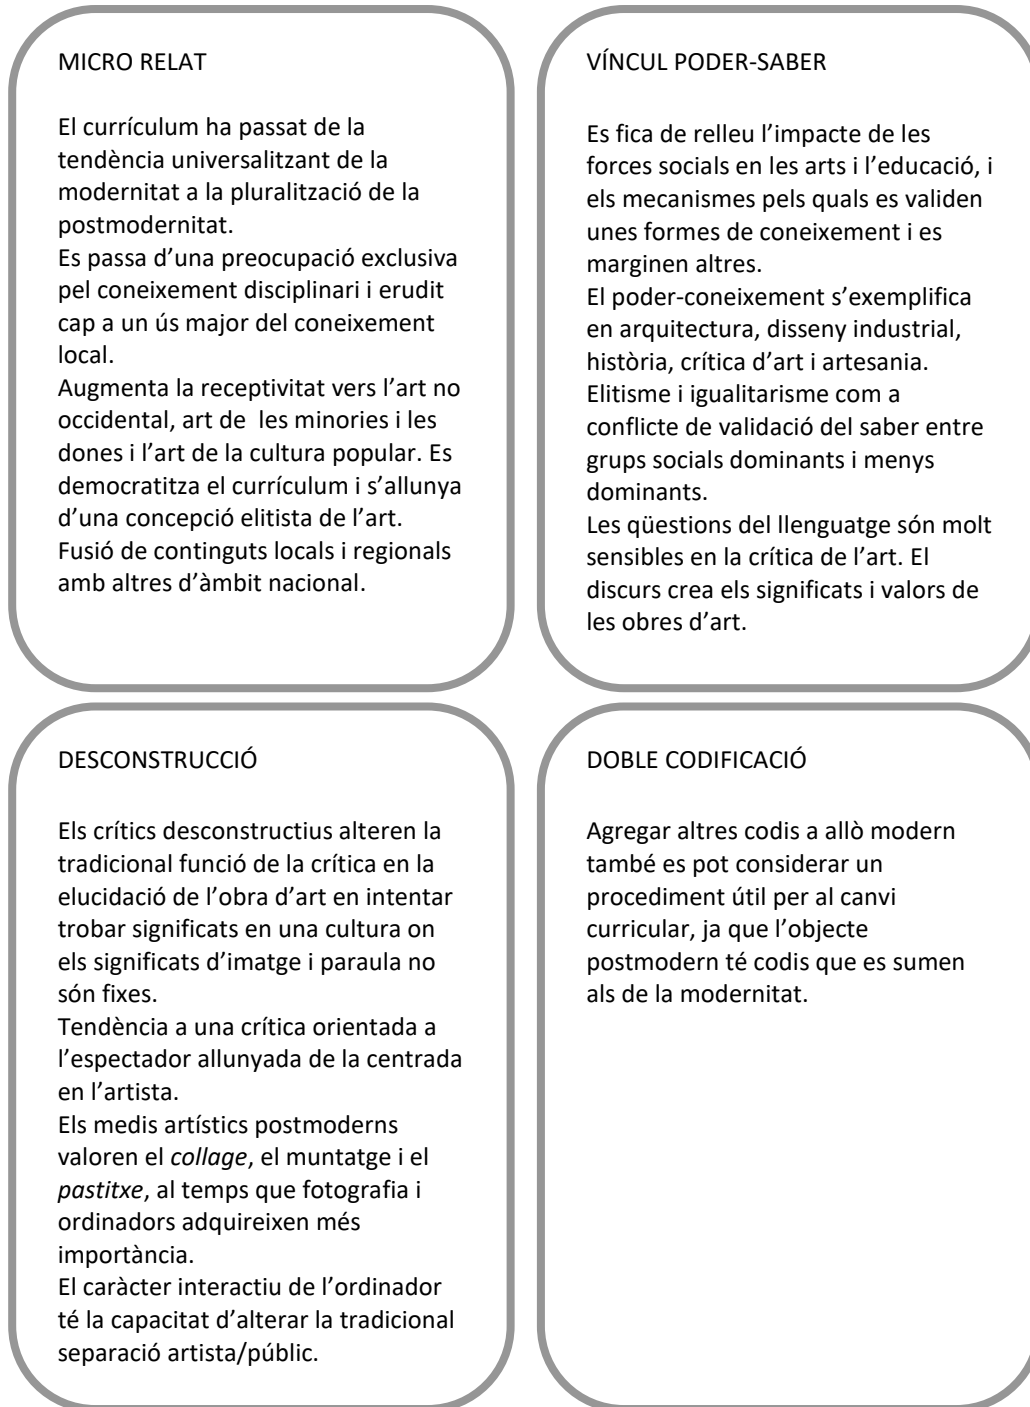 MICRO RELAT
El currículum ha passat de la
tendència universalitzant de la
modernitat a la pluralització de la
postmodernitat.
Es passa d’una preocupació exclusiva
pel coneixement disciplinari i erudit
cap a un ús major del coneixement
local.
Augmenta la receptivitat vers l’art no
occidental, art de  les minories i les
dones i l’art de la cultura popular. Es
democratitza el currículum i s’allunya
d’una concepció elitista de l’art.
Fusió de continguts locals i regionals
amb altres d’àmbit nacional.
VÍNCUL PODER-SABER
Es fica de relleu l’impacte de les
forces socials en les arts i l’educació, i
els mecanismes pels quals es validen
unes formes de coneixement i es
marginen altres.
El poder-coneixement s’exemplifica
en arquitectura, disseny industrial,
història, crítica d’art i artesania.
Elitisme i igualitarisme com a
conflicte de validació del saber entre
grups socials dominants i menys
dominants.
Les qüestions del llenguatge són molt
sensibles en la crítica de l’art. El
discurs crea els significats i valors de
les obres d’art.
DESCONSTRUCCIÓ
Els crítics desconstructius alteren la
tradicional funció de la crítica en la
elucidació de l’obra d’art en intentar
trobar significats en una cultura on
els significats d’imatge i paraula no
són fixes.
Tendència a una crítica orientada a
l’espectador allunyada de la centrada
en l’artista.
Els medis artístics postmoderns
valoren el collage, el muntatge i el
pastitxe, al temps que fotografia i
ordinadors adquireixen més
importància.
El caràcter interactiu de l’ordinador
té la capacitat d’alterar la tradicional
separació artista/públic.
DOBLE CODIFICACIÓ
Agregar altres codis a allò modern
també es pot considerar un
procediment útil per al canvi
curricular, ja que l’objecte
postmodern té codis que es sumen
als de la modernitat.